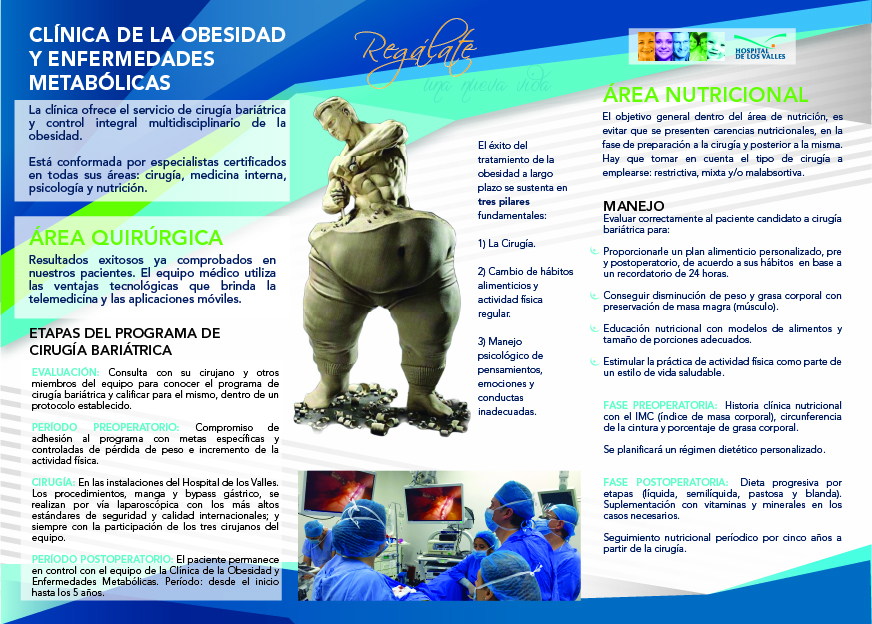 CLÍNICA DE LA OBESIDAD
Y ENFERMEDADES
METABÓLICAS
La clínica ofrece el servicio de cirugía bariátrica
y control integral multidisciplinario de la
obesidad.
Está conformada por especialistas certificados
en todas sus áreas: cirugía, medicina interna,
psicología y nutrición.
ÁREA QUIRÚRGICA
Resultados exitosos ya comprobados en
nuestros pacientes. El equipo médico utiliza
las ventajas tecnológicas que brinda la
telemedicina y las aplicaciones móviles.
ETAPAS DEL PROGRAMA DE
CIRUGÍA BARIÁTRICA
EVALUACIÓN: Consulta con su cirujano y otros
miembros del equipo para conocer el programa de
cirugía bariátrica y calificar para el mismo, dentro de un
protocolo establecido.
PERÍODO PREOPERATORIO: Compromiso de
adhesión al programa con metas específicas y
controladas de pérdida de peso e incremento de la
actividad física.
CIRUGÍA: En las instalaciones del Hospital de los Valles.
Los procedimientos, manga y bypass gástrico, se
realizan por vía laparoscópica con los más altos
estándares de seguridad y calidad internacionales; y
siempre con la participación de los tres cirujanos del
equipo.
PERÍODO POSTOPERATORIO: El paciente permanece
en control con el equipo de la Clínica de la Obesidad y
Enfermedades Metabólicas. Período: desde el inicio
hasta los 5 años.
Regálate
una nueva vida
El éxito del
tratamiento de la
obesidad a largo
plazo se sustenta en
tres pilares
fundamentales:
1) La Cirugía.
2) Cambio de hábitos
alimenticios y
actividad física
regular.
3) Manejo
psicológico de
pensamientos,
emociones y
conductas
inadecuadas.
HOSPITAL
DE LOS VALLES
ÁREA NUTRICIONAL
El objetivo general dentro del área de nutrición, es
evitar que se presenten carencias nutricionales, en la
fase de preparación a la cirugía y posterior a la misma.
Hay que tomar en cuenta el tipo de cirugía a
emplearse: restrictiva, mixta y/o malabsortiva.
MANEJO
Evaluar correctamente al paciente candidato a cirugía
bariátrica para:
Proporcionarle un plan alimenticio personalizado, pre
y postoperatorio, de acuerdo a sus hábitos en base a
un recordatorio de 24 horas.
Conseguir disminución de peso y grasa corporal con
preservación de masa magra (músculo).
Educación nutricional con modelos de alimentos y
tamaño de porciones adecuados.
Estimular la práctica de actividad física como parte de
un estilo de vida saludable.
FASE PREOPERATORIA: Historia clínica nutricional
con el IMC (índice de masa corporal), circunferencia
de la cintura y porcentaje de grasa corporal.
Se planificará un régimen dietético personalizado.
FASE POSTOPERATORIA: Dieta progresiva por
etapas (líquida, semilíquida, pastosa y blanda).
Suplementación con vitaminas y minerales en los
casos necesarios.
Seguimiento nutricional períodico por cinco años a
partir de la cirugía.